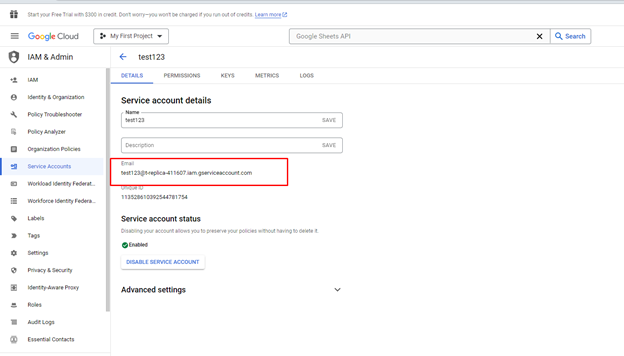 Start your Free Trial with $300 in credit. Don't worry—you won't be charged if you run out of credits. Learn more
Google Cloud
My First Project
Google Sheets API
Search
IAM & Admin
test123
DETAILS PERMISSIONS KEYS METRICS LOGS
IAM
Identity & Organization
Policy Troubleshooter
Policy Analyzer
Organization Policies
Service Accounts
Workload Identity Federat...
Workforce Identity Federa...
Labels
Tags
Settings
Privacy & Security
Identity-Aware Proxy
Roles
Audit Logs
Essential Contacts
Service account details
Name
test123 SAVE
Description SAVE
Email
test123@t-replica-411607.iam.gserviceaccount.com
Unique ID
113528610392544781754
Service account status
Disabling your account allows you to preserve your policies without having to delete it.
Enabled
DISABLE SERVICE ACCOUNT
Advanced settings